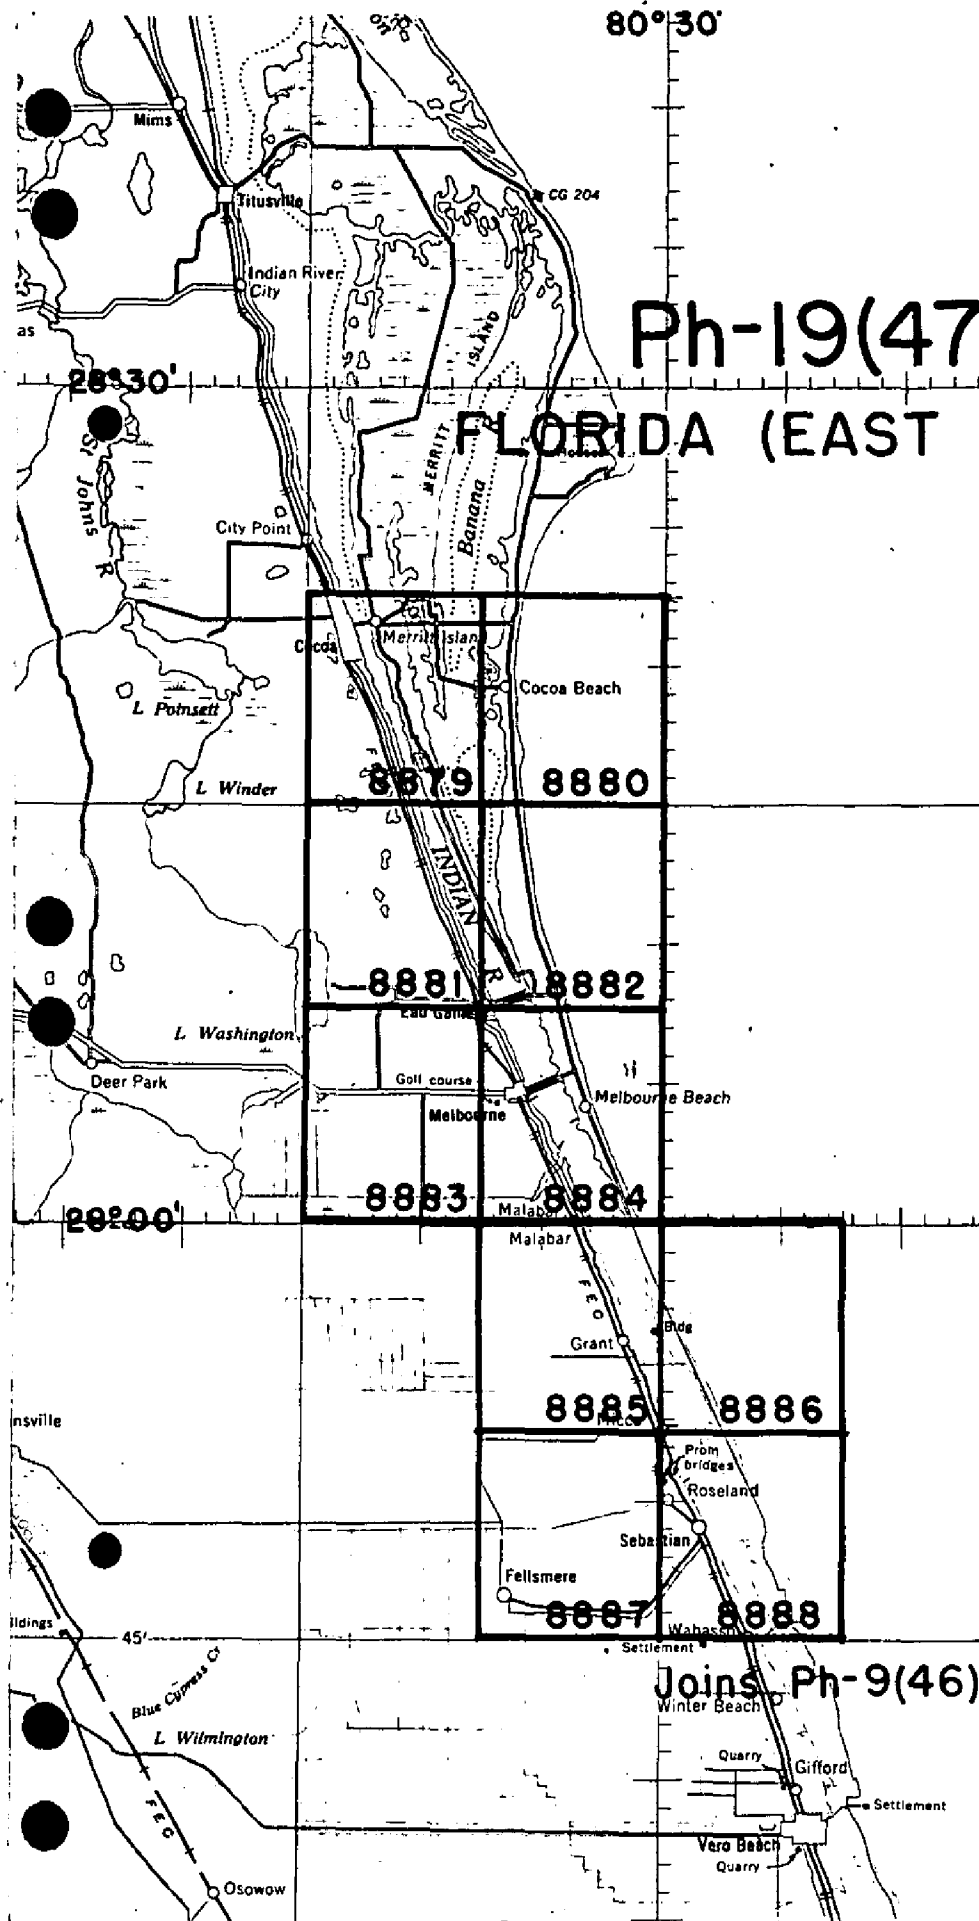 80°30'
Mims
CG 204
Titusville
Indian River
City
as
Ph-19(47
ISLAND
28°30'
FLORIDA (EAST
MERRITT
St Johns
R
Banana
City Point
Merritt Island
Cocoa
Cocoa Beach
L Poinsett
L Winder
8879
8880
INDIAN
R
8881
8882
Eau Gallie
L Washington
Deer Park
Golf course
Melbourne
Melbourne Beach
8883
8884
28°00'
Malabar
Malabar
F E C
Bldg
Grant
8885
8886
Micco
nsville
Prom
bridges
Roseland
Sebastian
Fellsmere
8887
8888
ldings
Wabasso
45'
Settlement
Joins Ph-9(46)
Blue Cypress Cr
Winter Beach
L Wilmington
Quarry
Gifford
Settlement
F E C
Vero Beach
Quarry
Osowow